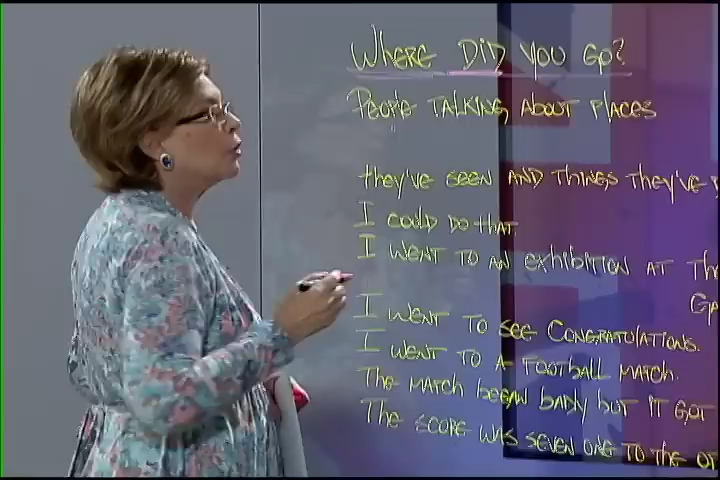 WHERE DID YOU GO?
PEOPLE TALKING ABOUT PLACES
THEY'VE SEEN AND THINGS THEY'VE
I COULD DO THAT
I WENT TO AN EXHIBITION AT THE
I WENT TO SEE CONGRATULATIONS.
I WENT TO A FOOTBALL MATCH.
THE MATCH BEGAN BADLY BUT IT GOT
THE SCORE WAS SEVEN ONE TO THE